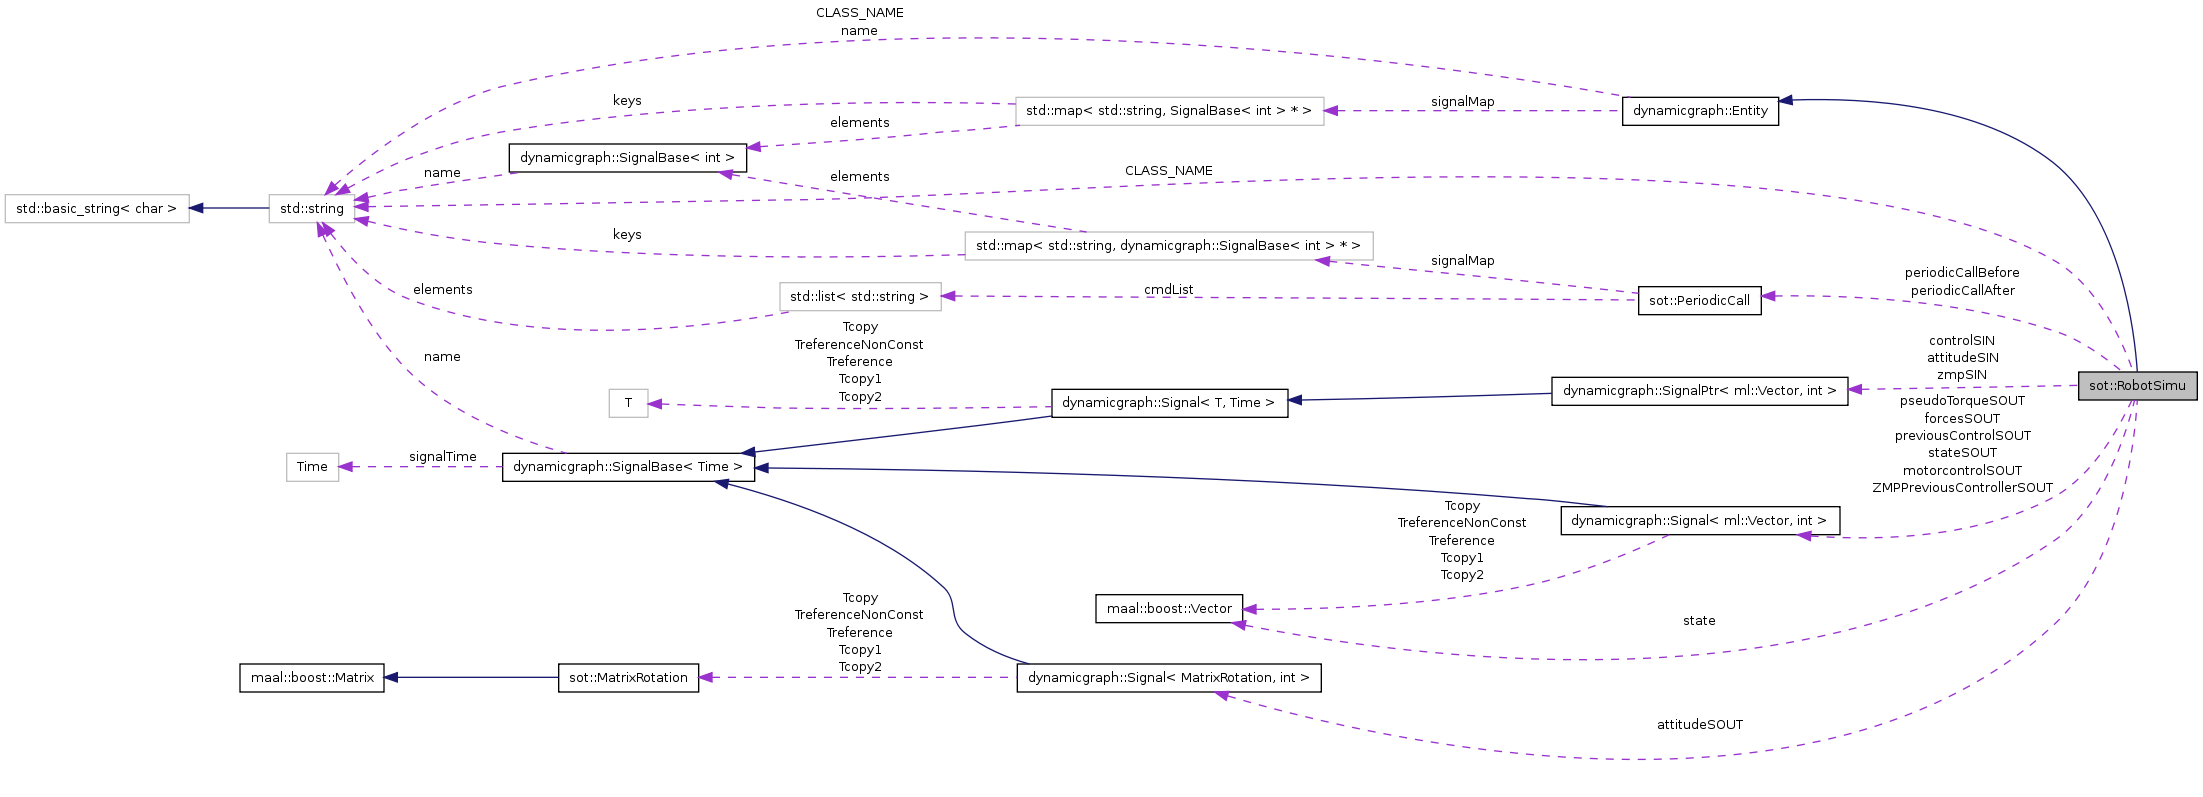 CLASS_NAME
name
keys
std::map< std::string, SignalBase< int > * >
signalMap
dynamicgraph::Entity
elements
dynamicgraph::SignalBase< int >
name
elements
CLASS_NAME
std::basic_string< char >
std::string
keys
std::map< std::string, dynamicgraph::SignalBase< int > * >
signalMap
periodicCallBefore
periodicCallAfter
elements
std::list< std::string >
cmdList
sot::PeriodicCall
name
Tcopy
TreferenceNonConst
Treference
Tcopy1
Tcopy2
controlSIN
attitudeSIN
zmpSIN
sot::RobotSimu
T
dynamicgraph::Signal< T, Time >
dynamicgraph::SignalPtr< ml::Vector, int >
pseudoTorqueSOUT
forcesSOUT
previousControlSOUT
stateSOUT
motorcontrolSOUT
ZMPPreviousControllerSOUT
Time
signalTime
dynamicgraph::SignalBase< Time >
Tcopy
TreferenceNonConst
Treference
Tcopy1
Tcopy2
dynamicgraph::Signal< ml::Vector, int >
maal::boost::Vector
state
Tcopy
TreferenceNonConst
Treference
Tcopy1
Tcopy2
maal::boost::Matrix
sot::MatrixRotation
dynamicgraph::Signal< MatrixRotation, int >
attitudeSOUT